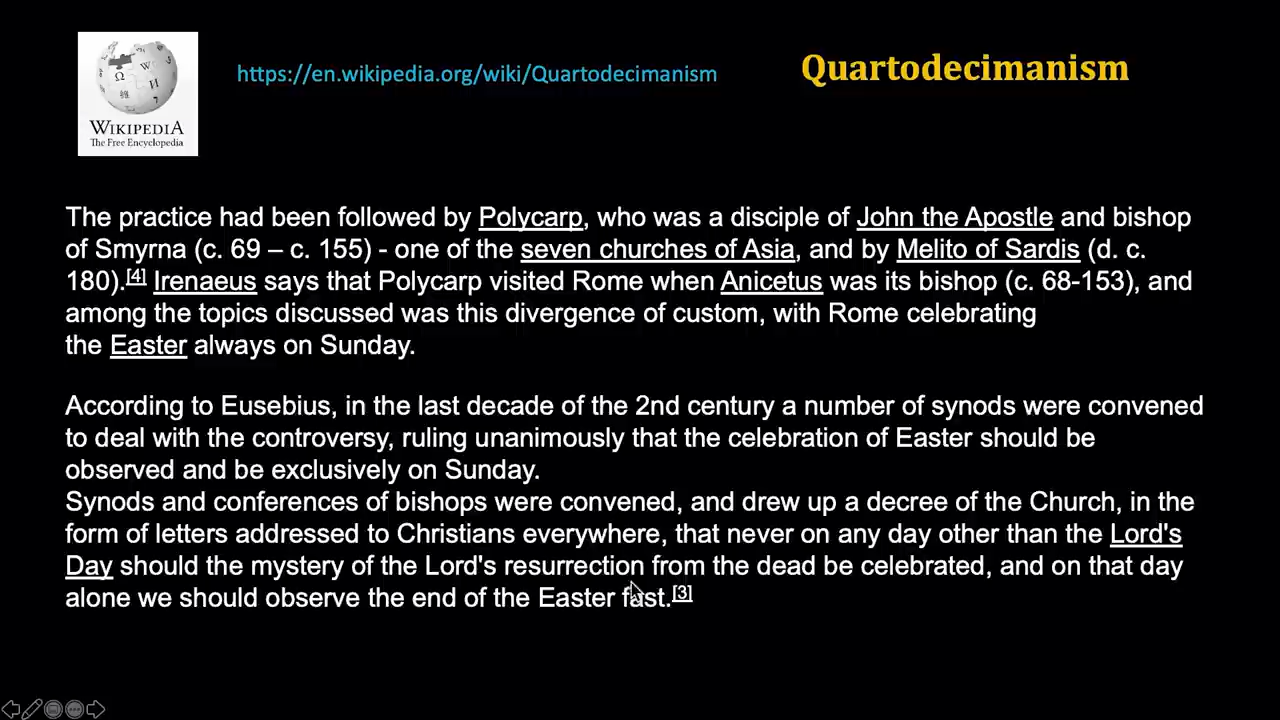 https://en.wikipedia.org/wiki/Quartodecimanism
Quartodecimanism
WIKIPEDIA
The Free Encyclopedia
The practice had been followed by Polycarp, who was a disciple of John the Apostle and bishop
of Smyrna (c. 69 – c. 155) - one of the seven churches of Asia, and by Melito of Sardis (d. c.
180).[4] Irenaeus says that Polycarp visited Rome when Anicetus was its bishop (c. 68-153), and
among the topics discussed was this divergence of custom, with Rome celebrating
the Easter always on Sunday.
According to Eusebius, in the last decade of the 2nd century a number of synods were convened
to deal with the controversy, ruling unanimously that the celebration of Easter should be
observed and be exclusively on Sunday.
Synods and conferences of bishops were convened, and drew up a decree of the Church, in the
form of letters addressed to Christians everywhere, that never on any day other than the Lord's
Day should the mystery of the Lord's resurrection from the dead be celebrated, and on that day
alone we should observe the end of the Easter fast.[3]